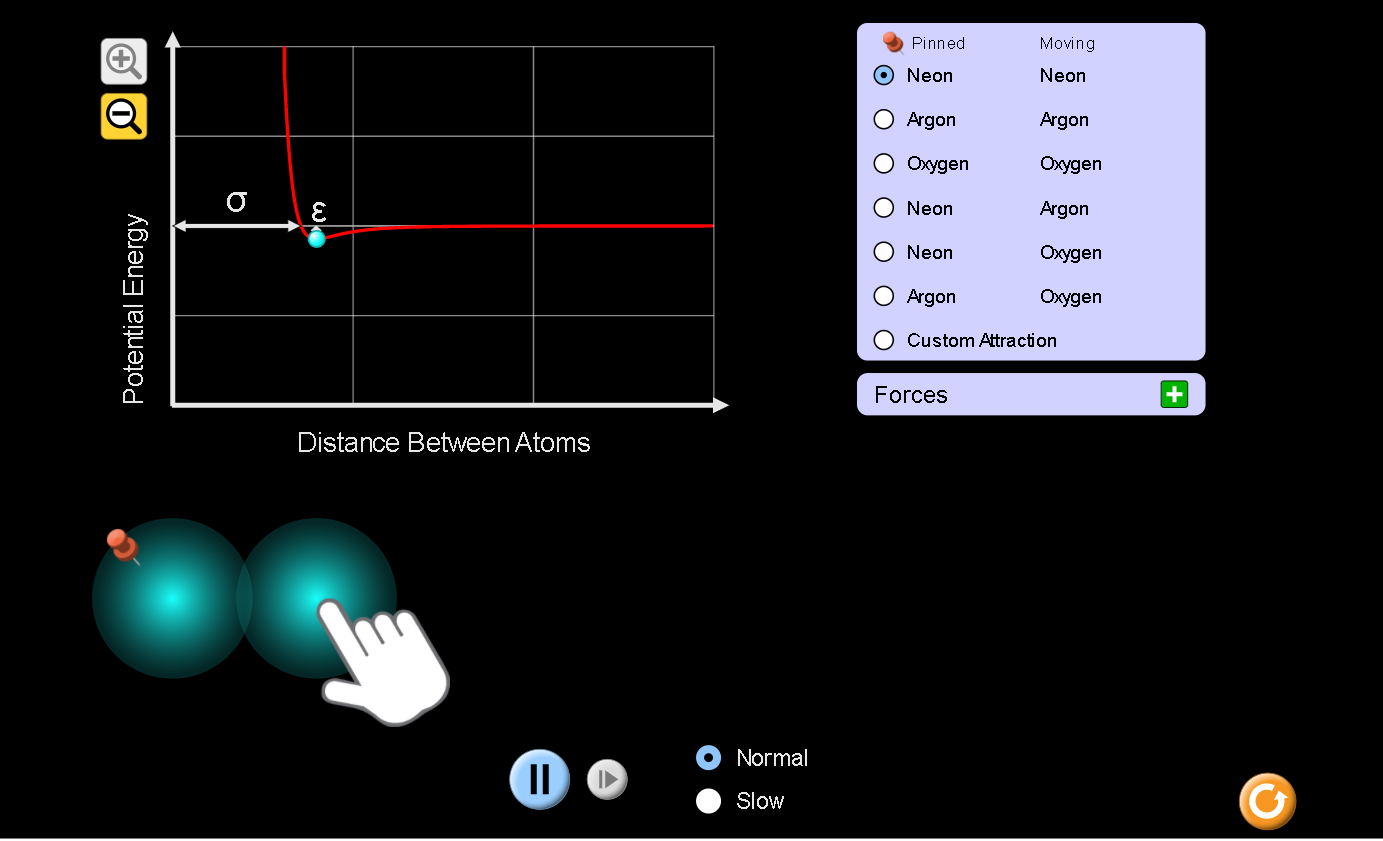 σ
ε
Potential Energy
Distance Between Atoms
Pinned Moving
Neon Neon
Argon Argon
Oxygen Oxygen
Neon Argon
Neon Oxygen
Argon Oxygen
Custom Attraction
Forces
Normal
Slow